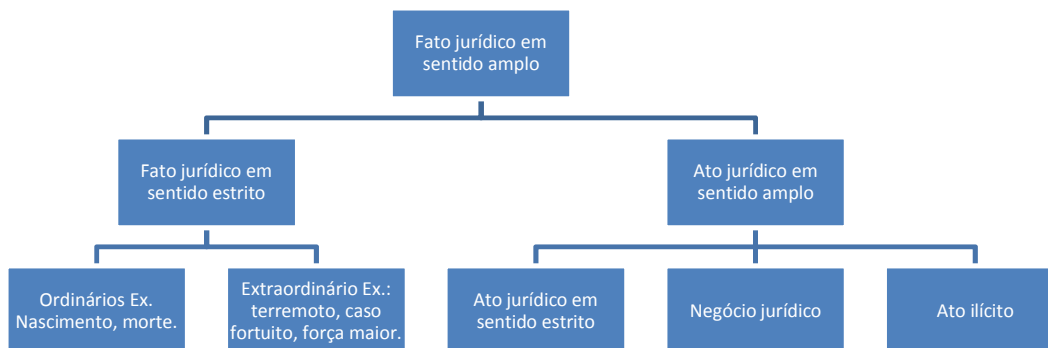 Fato jurídico em
sentido amplo
Fato jurídico em
sentido estrito
Ato jurídico em
sentido amplo
Ordinários Ex.
Nascimento, morte.
Extraordinário Ex.:
terremoto, caso
fortuito, força maior.
Ato jurídico em
sentido estrito
Negócio jurídico
Ato ilícito